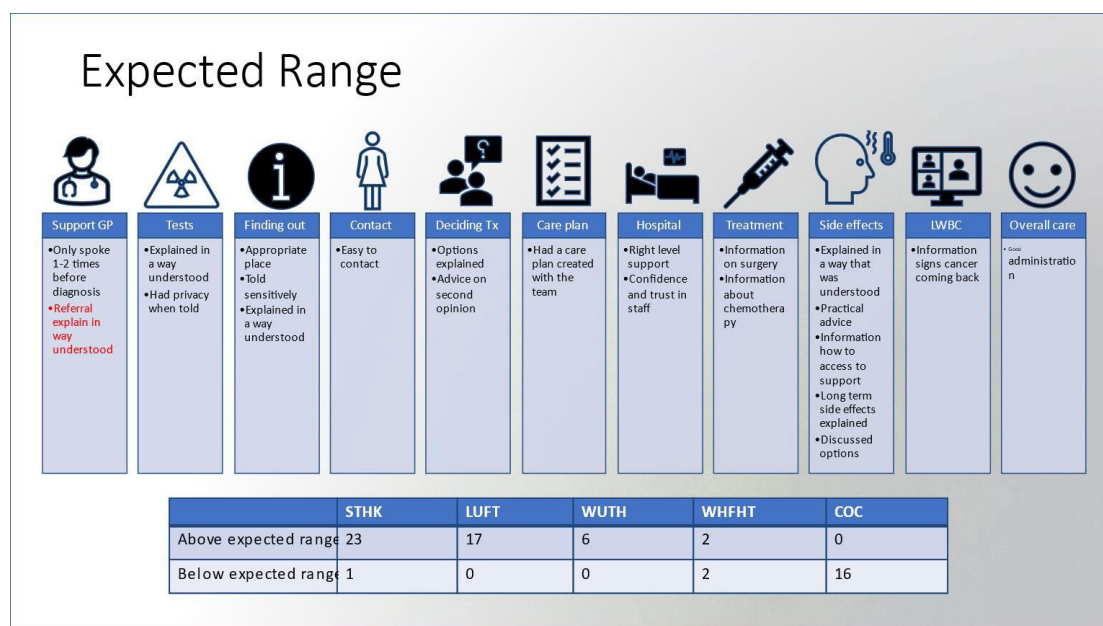 Expected Range
Support GP
•Only spoke
1-2 times
before
diagnosis
•Referral
explain in
way
understood
Tests
•Explained in
a way
understood
•Had privacy
when told
Finding out
•Appropriate
place
•Told
sensitively
•Explained in
a way
understood
Contact
•Easy to
contact
Deciding Tx
•Options
explained
•Advice on
second
opinion
Care plan
•Had a care
plan created
with the
team
Hospital
•Right level
support
•Confidence
and trust in
staff
Treatment
•Information
on surgery
•Information
about
chemothera
py
Side effects
•Explained in
a way that
was
understood
•Practical
advice
•Information
how to
access to
support
•Long term
side effects
explained
•Discussed
options
LWBC
•Information
signs cancer
coming back
Overall care
• Good
administratio
n
STHK LUFT WUTH WHFHT COC
Above expected range 23 17 6 2 0
Below expected range 1 0 0 2 16